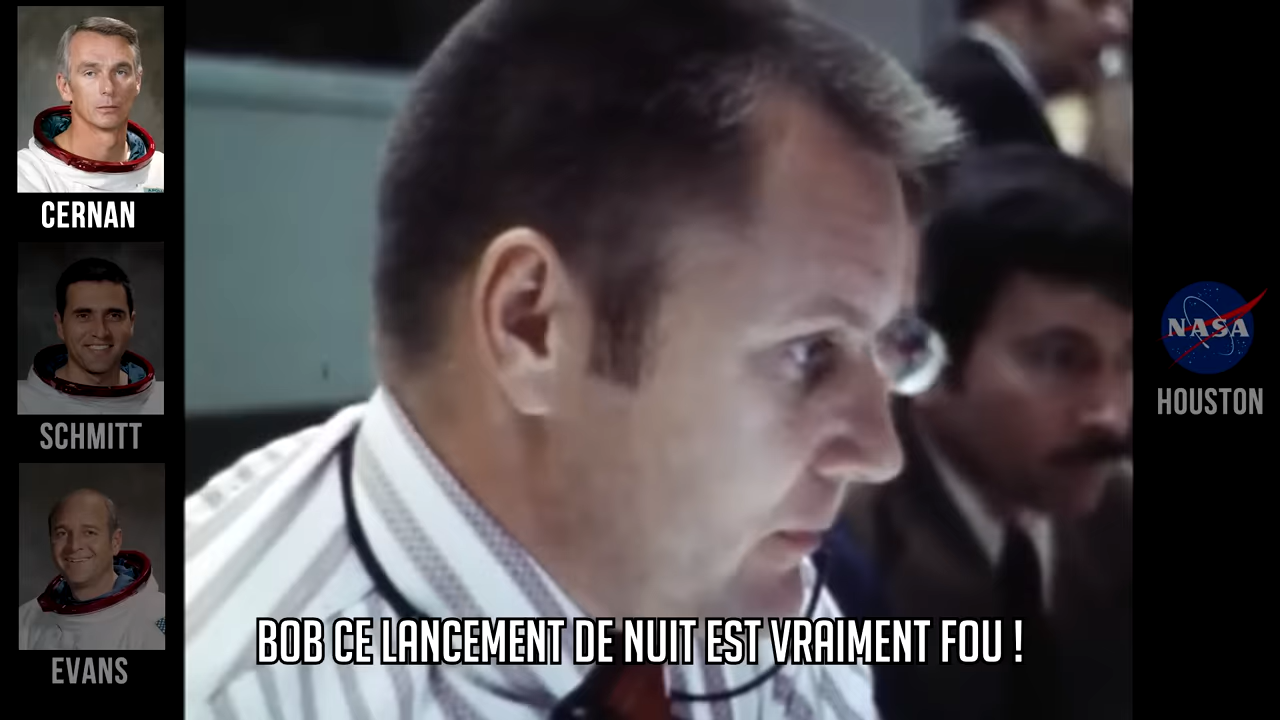 CERNAN
SCHMITT
EVANS
NASA
HOUSTON
BOB CE LANCEMENT DE NUIT EST VRAIMENT FOU !